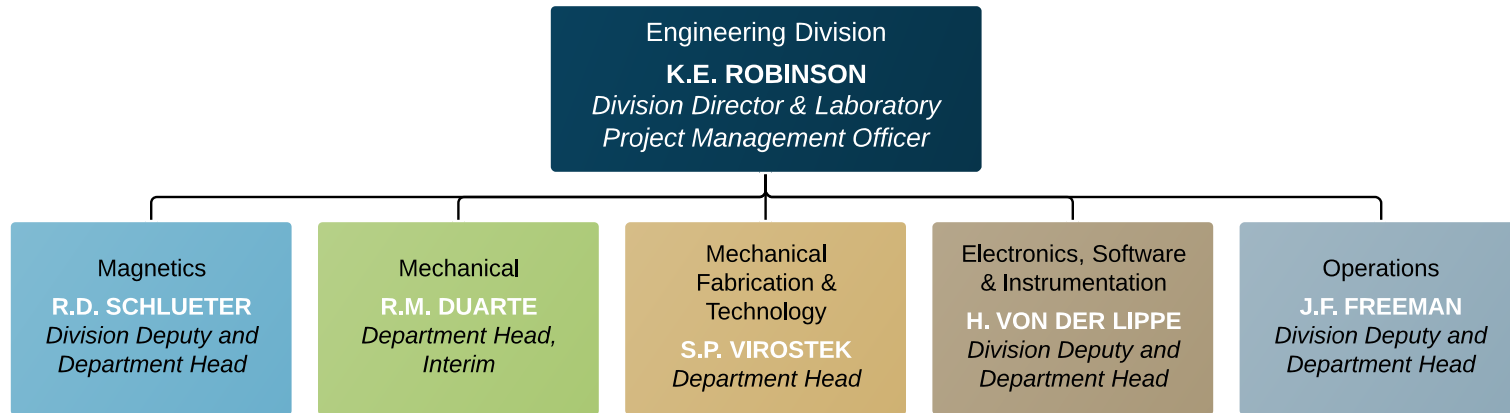 Engineering Division
K.E. ROBINSON
Division Director & Laboratory
Project Management Officer
Magnetics
R.D. SCHLUETER
Division Deputy and
Department Head
Mechanical
R.M. DUARTE
Department Head,
Interim
Mechanical
Fabrication &
Technology
S.P. VIROSTEK
Department Head
Electronics, Software
& Instrumentation
H. VON DER LIPPE
Division Deputy and
Department Head
Operations
J.F. FREEMAN
Division Deputy and
Department Head